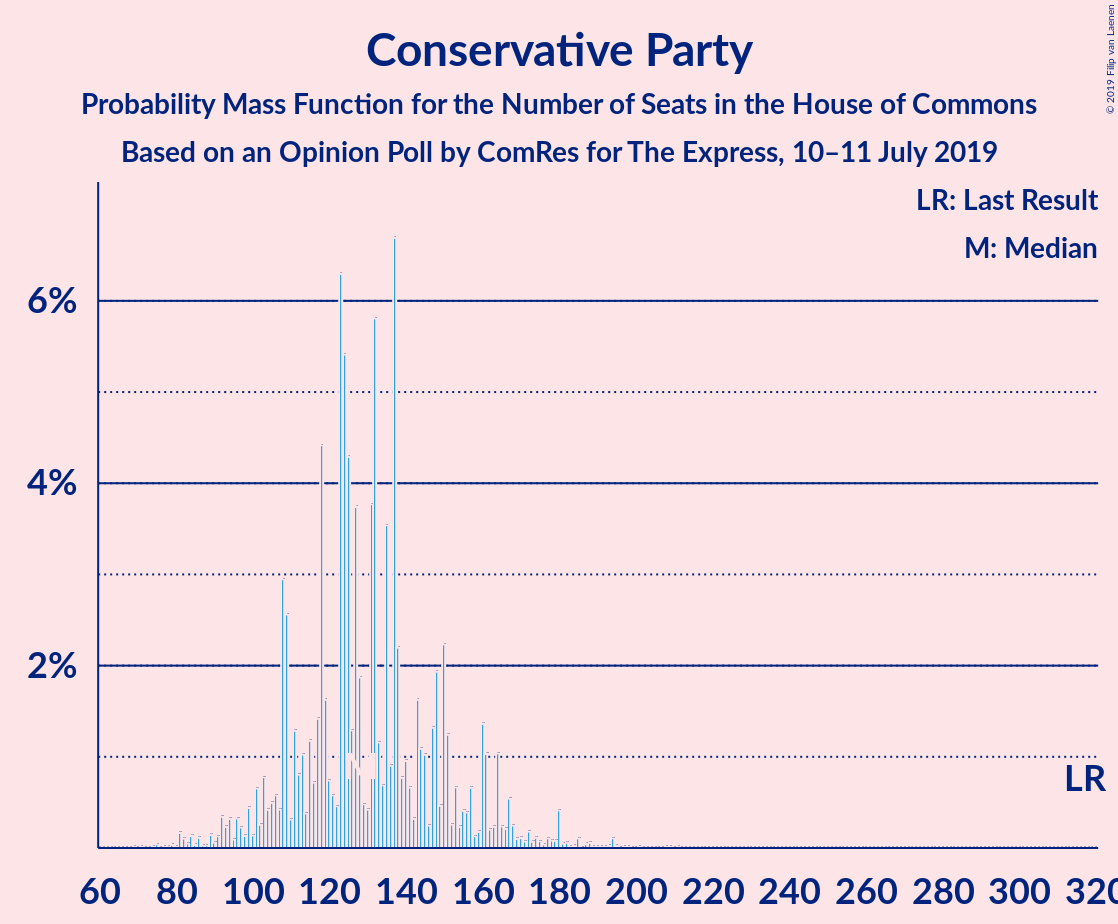 Conservative Party
Probability Mass Function for the Number of Seats in the House of Commons
Based on an Opinion Poll by ComRes for The Express, 10–11 July 2019
© 2019 Filip van Laenen
LR: Last Result
M: Median
6%
4%
2%
LR
60 80 100 120 140 160 180 200 220 240 260 280 300